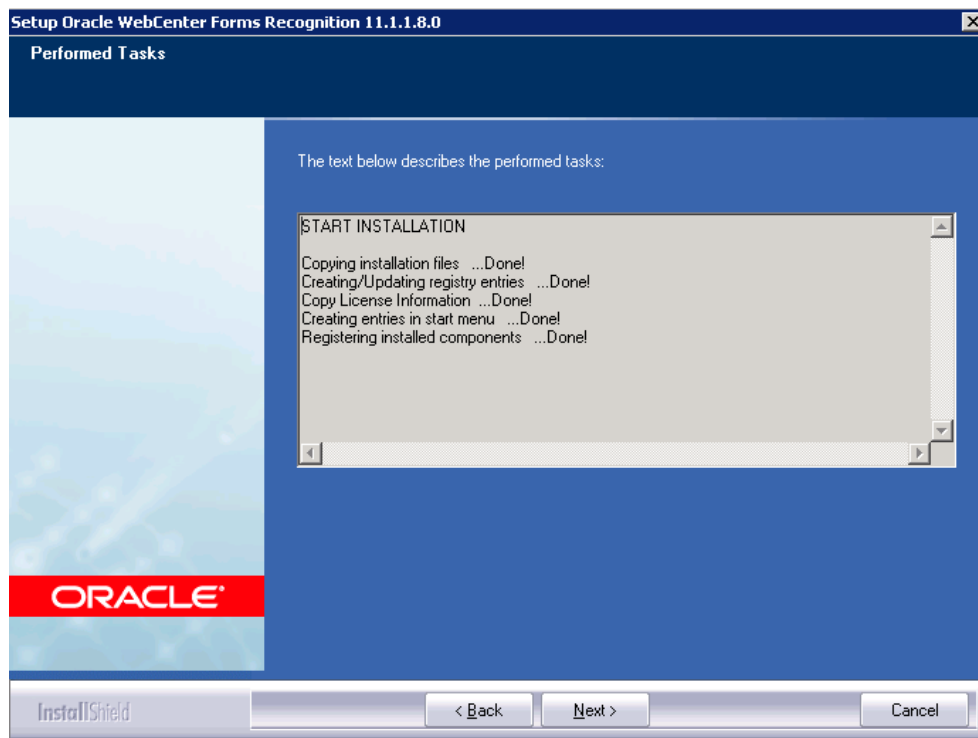 Setup Oracle WebCenter Forms Recognition 11.1.1.8.0
Performed Tasks
The text below describes the performed tasks:
START INSTALLATION
Copying installation files ...Done!
Creating/Updating registry entries ...Done!
Copy License Information ...Done!
Creating entries in start menu ...Done!
Registering installed components ...Done!
ORACLE®
InstallShield
< Back
Next >
Cancel